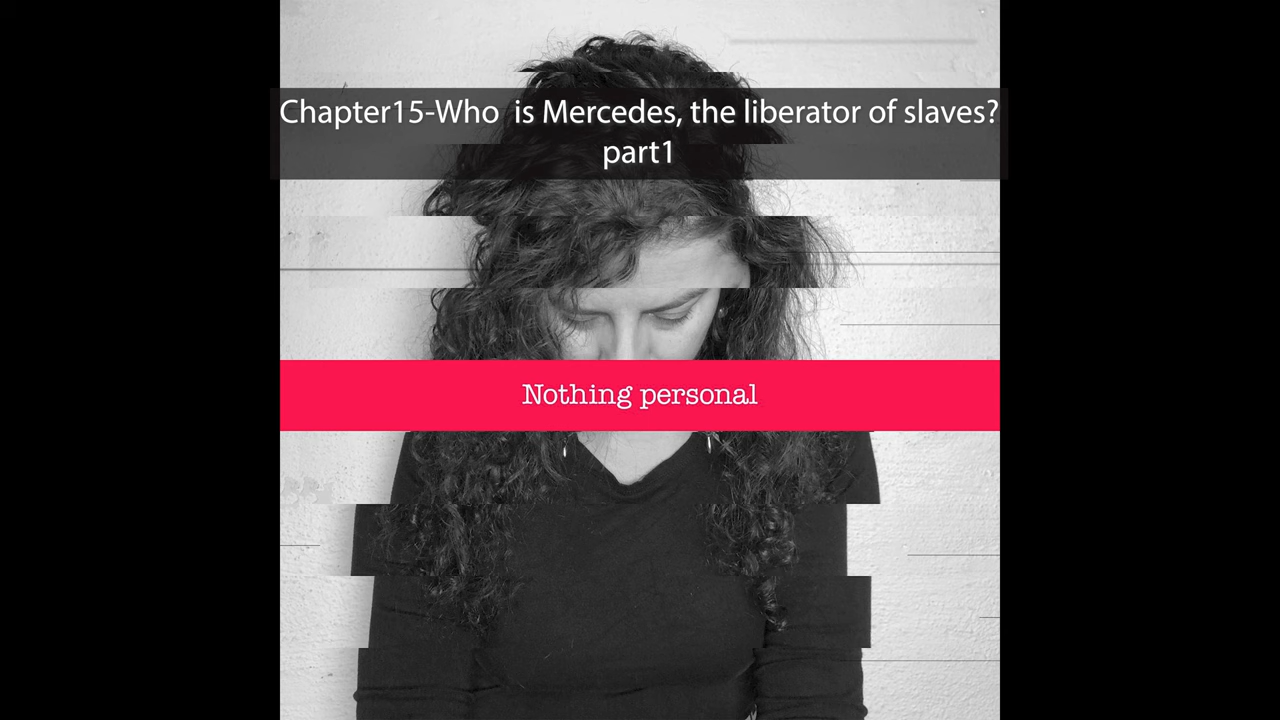 Chapter15-Who  is Mercedes, the liberator of slaves?
part1
Nothing personal